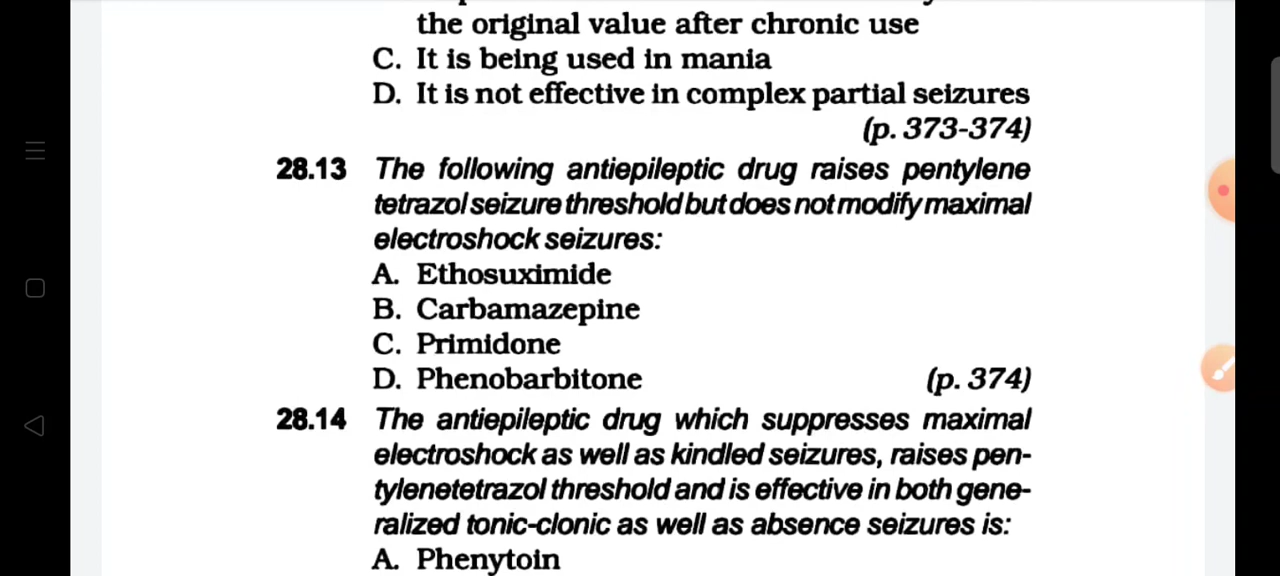 the original value after chronic use
C. It is being used in mania
D. It is not effective in complex partial seizures
(p. 373-374)
28.13 The following antiepileptic drug raises pentylene
tetrazol seizure threshold but does not modify maximal
electroshock seizures:
A. Ethosuximide
B. Carbamazepine
C. Primidone
D. Phenobarbitone (p. 374)
28.14 The antiepileptic drug which suppresses maximal
electroshock as well as kindled seizures, raises pen-
tylenetetrazol threshold and is effective in both gene-
ralized tonic-clonic as well as absence seizures is:
A. Phenytoin